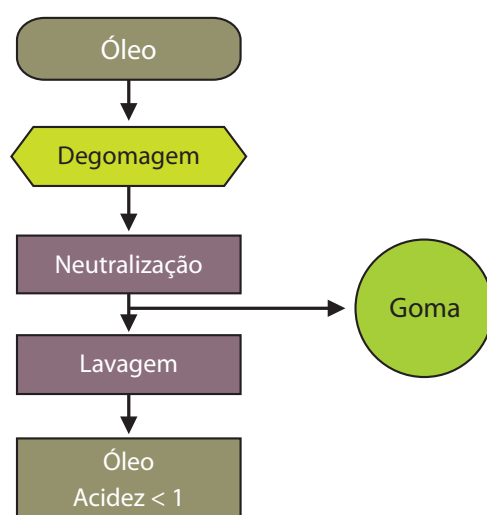 Óleo
Degomagem
Neutralização
Goma
Lavagem
Óleo
Acidez < 1